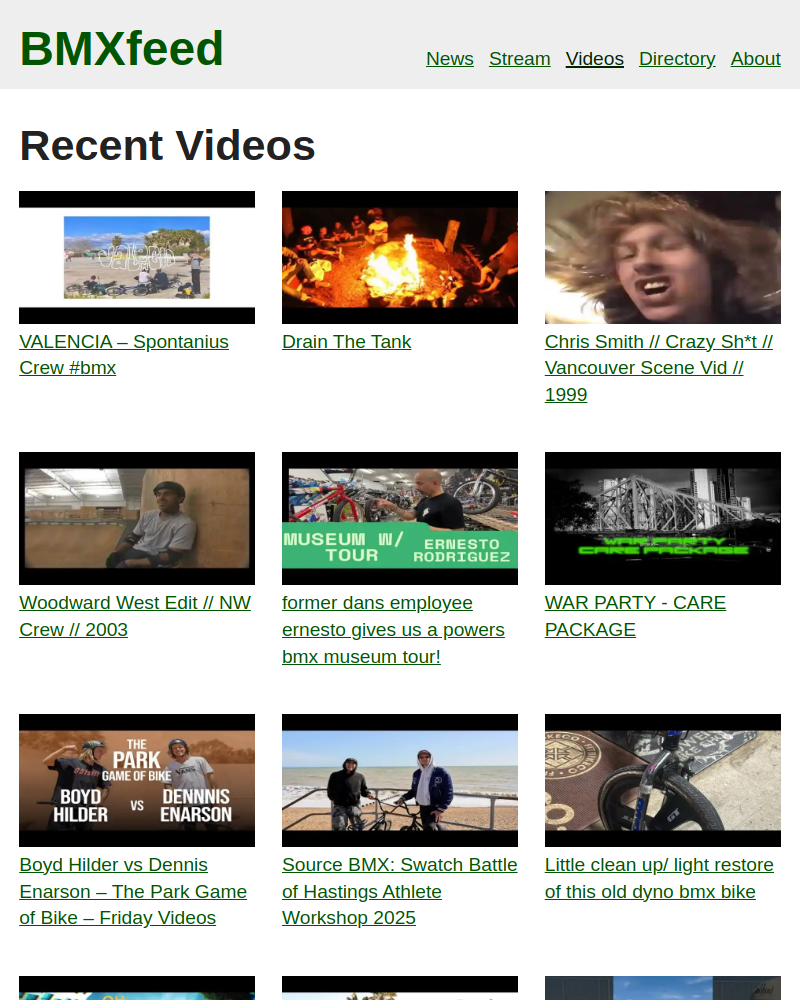 BMXfeed
News Stream Videos Directory About
Recent Videos
VALENCIA – Spontanius
Crew #bmx
Drain The Tank
Chris Smith // Crazy Sh*t //
Vancouver Scene Vid //
1999
MUSEUM W/
TOUR
ERNESTO
RODRIGUEZ
WAR PARTY
CARE PACKAGE
Woodward West Edit // NW
Crew // 2003
former dans employee
ernesto gives us a powers
bmx museum tour!
WAR PARTY - CARE
PACKAGE
THE
PARK
GAME OF BIKE
BOYD
HILDER
VS
DENNNIS
ENARSON
VANS
GT
Boyd Hilder vs Dennis
Enarson – The Park Game
of Bike – Friday Videos
Source BMX: Swatch Battle
of Hastings Athlete
Workshop 2025
Little clean up/ light restore
of this old dyno bmx bike